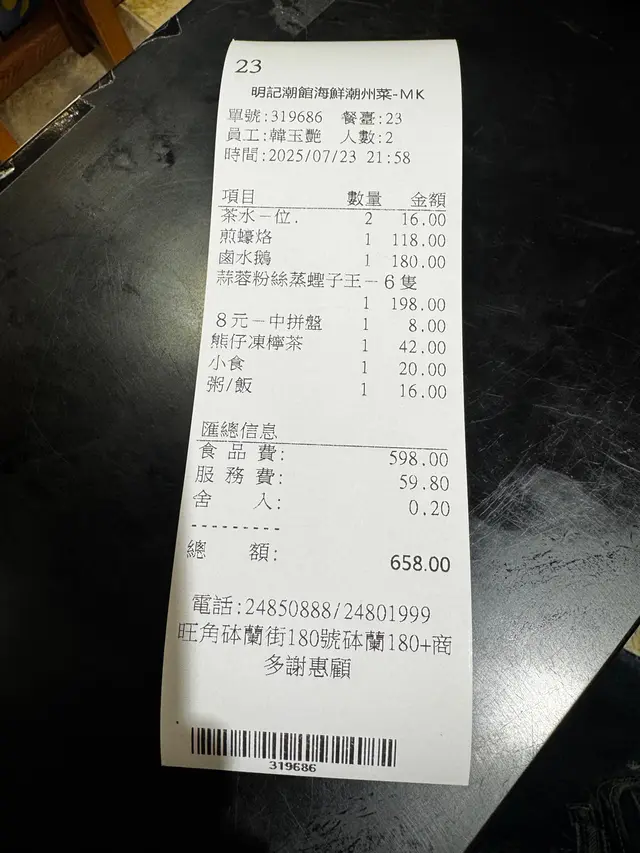 23
明記潮館海鮮潮州菜-MK
單號:319686 餐臺:23
員工:韓玉艷 人數:2
時間:2025/07/23 21:58
項目 數量 金額
茶水－位. 2 16.00
煎蠔烙 1 118.00
鹵水鵝 1 180.00
蒜蓉粉絲蒸蟶子王－6隻
1 198.00
8元－中拼盤 1 8.00
熊仔凍檸茶 1 42.00
小食 1 20.00
粥/飯 1 16.00
匯總信息
食品費: 598.00
服務費: 59.80
舍入: 0.20
---------
總額: 658.00
電話:24850888/24801999
旺角砵蘭街180號砵蘭180+商
多謝惠顧
319686